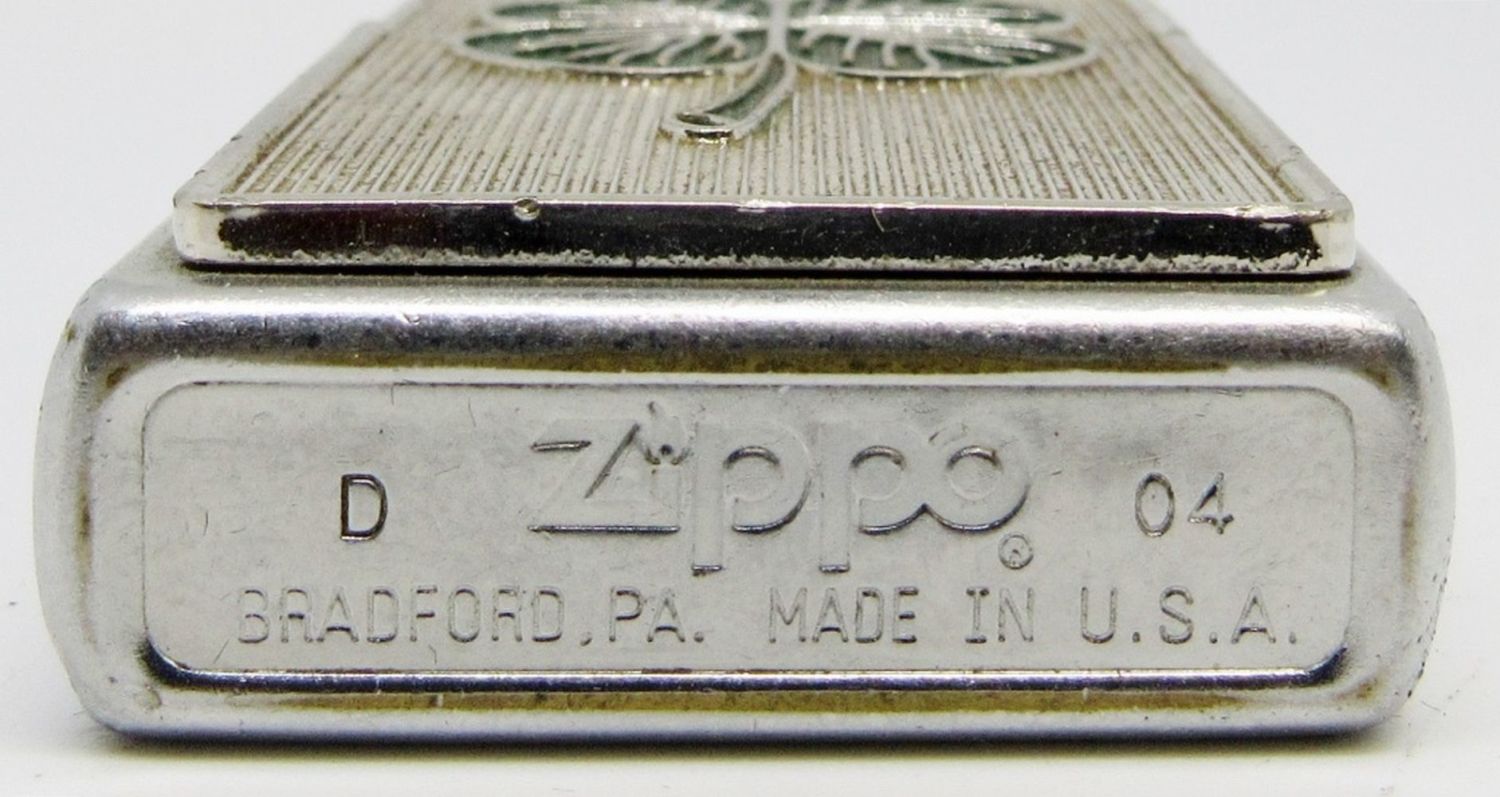 D Zippo® 04
BRADFORD, PA. MADE IN U.S.A.